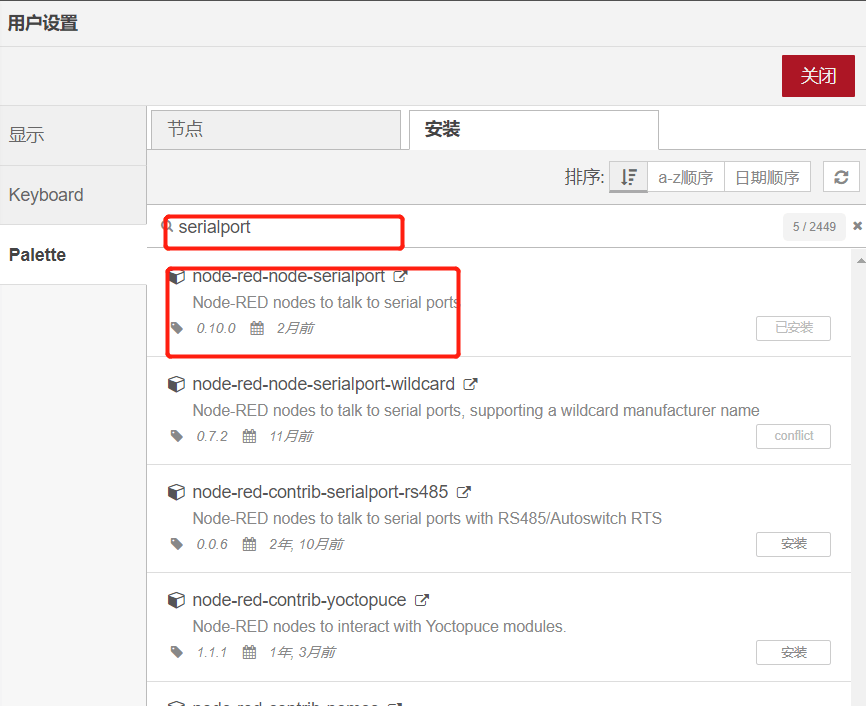 用户设置
关闭
显示
Keyboard
Palette
节点
安装
排序: a-z顺序 日期顺序
serialport
5 / 2449
node-red-node-serialport
Node-RED nodes to talk to serial ports
0.10.0 2月前
已安装
node-red-node-serialport-wildcard
Node-RED nodes to talk to serial ports, supporting a wildcard manufacturer name
0.7.2 11月前
conflict
node-red-contrib-serialport-rs485
Node-RED nodes to talk to serial ports with RS485/Autoswitch RTS
0.0.6 2年, 10月前
安装
node-red-contrib-yoctopuce
Node-RED nodes to interact with Yoctopuce modules.
1.1.1 1年, 3月前
安装